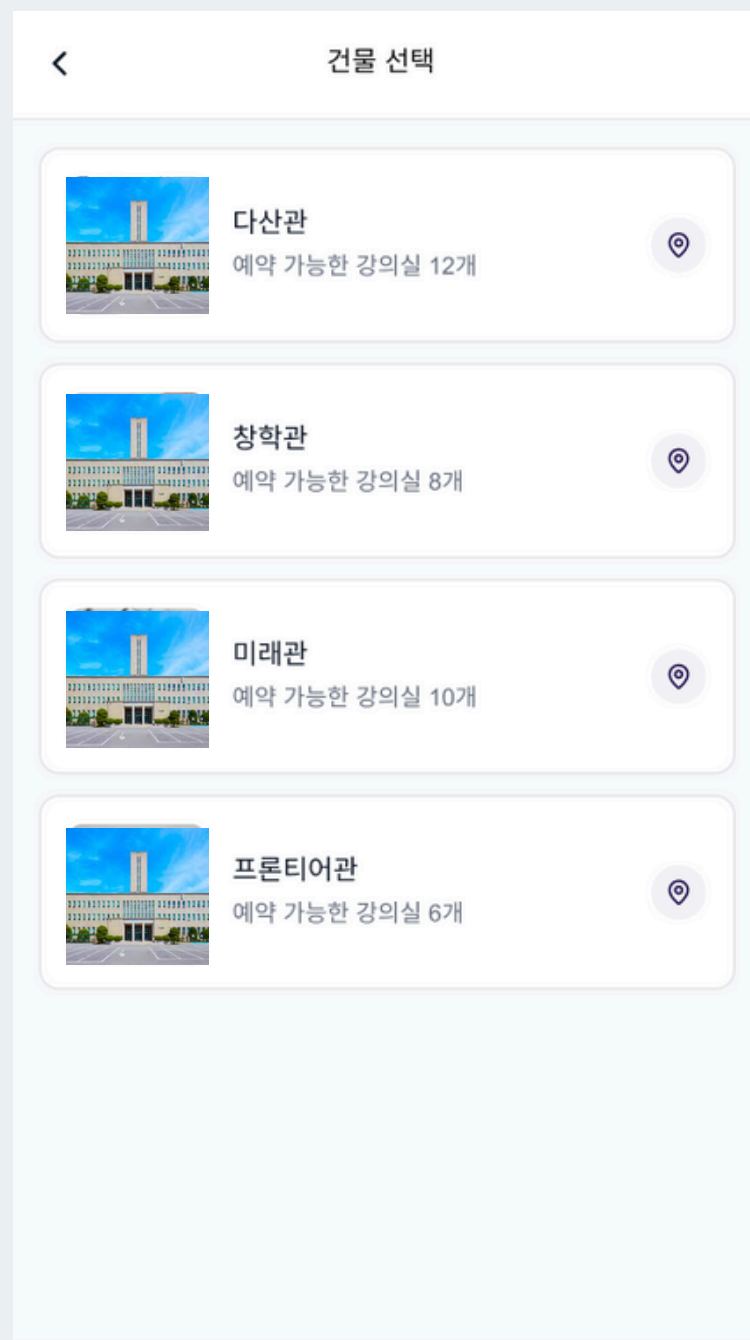 건물 선택
다산관
예약 가능한 강의실 12개
창학관
예약 가능한 강의실 8개
미래관
예약 가능한 강의실 10개
프론티어관
예약 가능한 강의실 6개